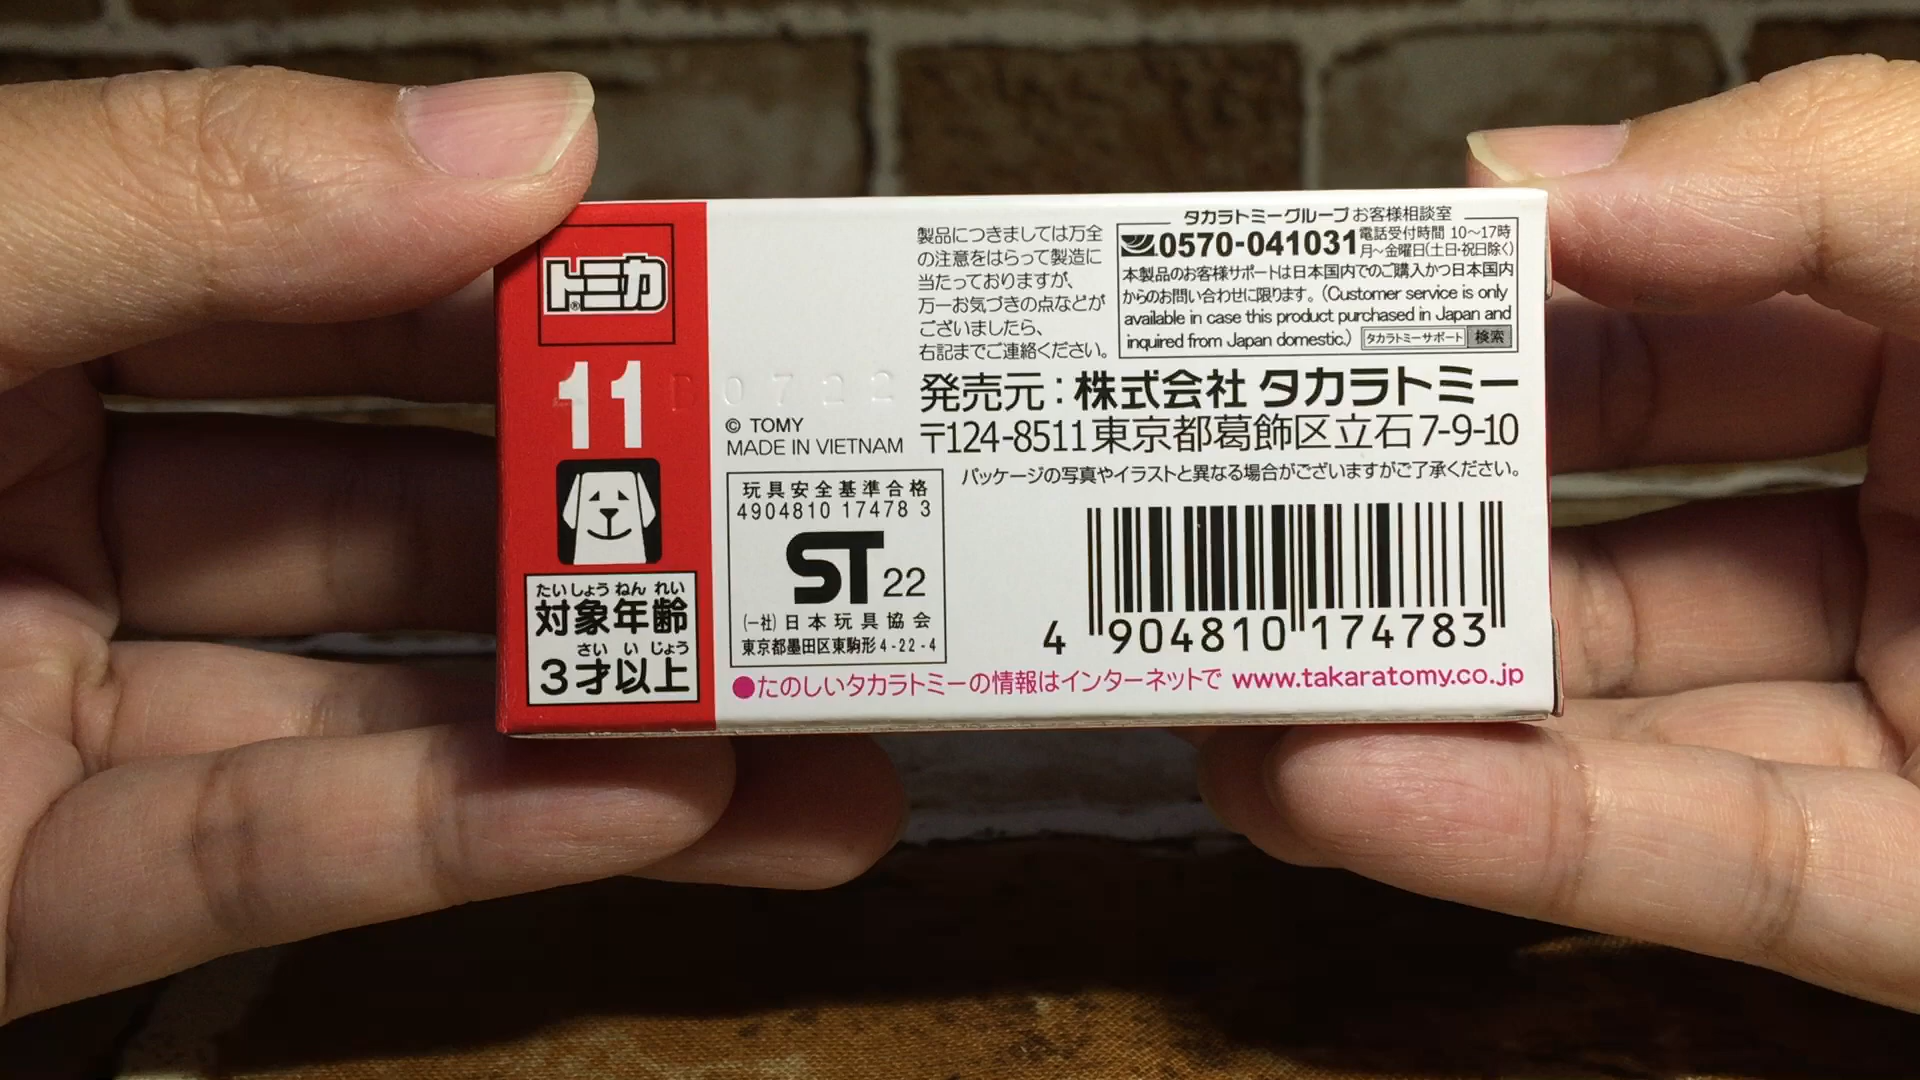 トミカ®
11
たいしょうねんれい
対象年齢
さい いじょう
3才以上
製品につきましては万全
の注意をはらって製造に
当たっておりますが、
万一お気づきの点などが
ございましたら、
右記までご連絡ください。
タカラトミーグループお客様相談室
0570-041031
電話受付時間 10〜17時
月〜金曜日(土日・祝日除く)
本製品のお客様サポートは日本国内でのご購入かつ日本国内
からのお問い合わせに限ります。(Customer service is only
available in case this product purchased in Japan and
inquired from Japan domestic.) タカラトミーサポート 検索
D0722
© TOMY
MADE IN VIETNAM
発売元：株式会社 タカラトミー
〒124-8511東京都葛飾区立石7-9-10
パッケージの写真やイラストと異なる場合がございますがご了承ください。
玩具安全基準合格
4904810 17478 3
ST 22
(一社)日本玩具協会
東京都墨田区東駒形4-22-4
4 904810 174783
●たのしいタカラトミーの情報はインターネットで www.takaratomy.co.jp